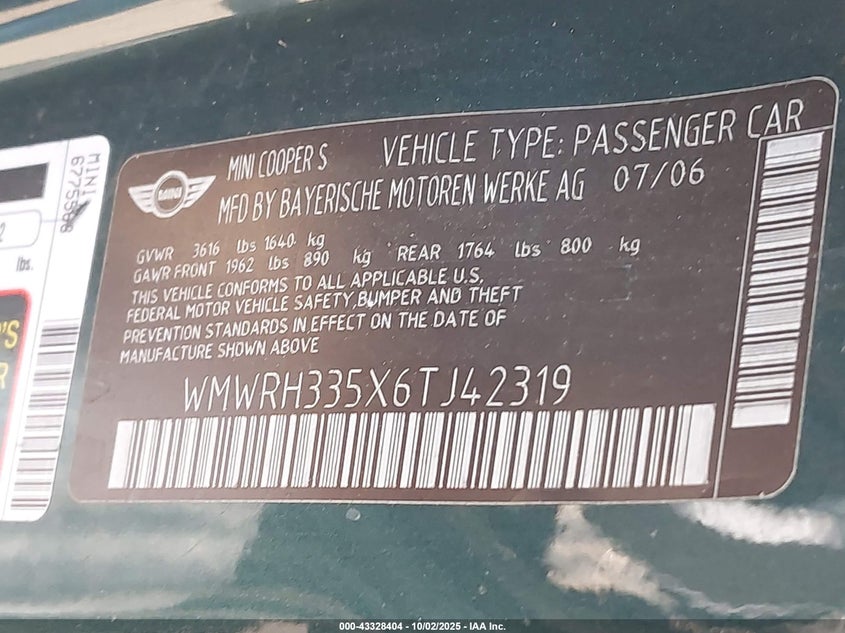 MINI COOPER S VEHICLE TYPE: PASSENGER CAR
MFD BY BAYERISCHE MOTOREN WERKE AG 07/06
MINI
GVWR 3616 lbs 1640 kg
GAWR FRONT 1962 lbs 890 kg REAR 1764 lbs 800 kg
THIS VEHICLE CONFORMS TO ALL APPLICABLE U.S.
FEDERAL MOTOR VEHICLE SAFETY, BUMPER AND THEFT
PREVENTION STANDARDS IN EFFECT ON THE DATE OF
MANUFACTURE SHOWN ABOVE
WMWRH335X6TJ42319
MINI
lbs.
000-43328404 - 10/02/2025 - IAA Inc.